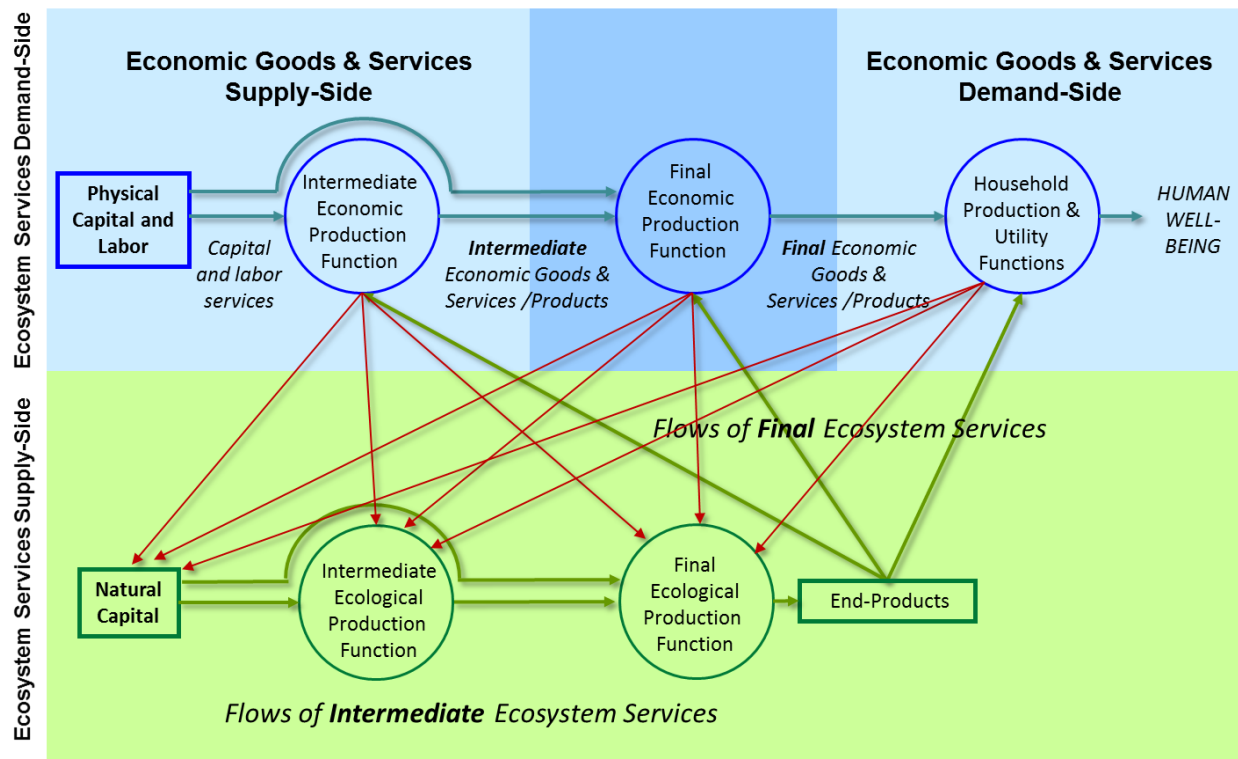 Ecosystem Services Demand-Side
Economic Goods & Services
Supply-Side
Economic Goods & Services
Demand-Side
Physical
Capital and
Labor
Intermediate
Economic
Production
Function
Final
Economic
Production
Function
Household
Production &
Utility
Functions
HUMAN
WELL-
BEING
Capital
and labor
services
Intermediate
Economic Goods &
Services /Products
Final Economic
Goods &
Services /Products
Ecosystem Services Supply-Side
Flows of Final Ecosystem Services
Natural
Capital
Intermediate
Ecological
Production
Function
Final
Ecological
Production
Function
End-Products
Flows of Intermediate Ecosystem Services